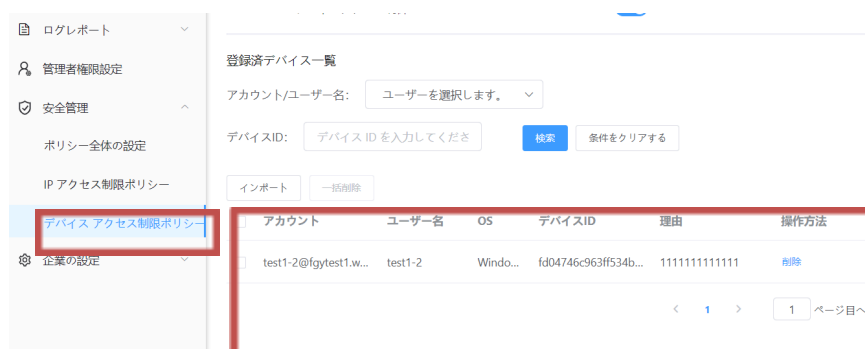 ログレポート
管理者権限設定
安全管理
ポリシー全体の設定
IP アクセス制限ポリシー
デバイス アクセス制限ポリシー
企業の設定
登録済デバイス一覧
アカウント/ユーザー名: ユーザーを選択します。
デバイスID: デバイス ID を入力してくださ 検索 条件をクリアする
インポート 一括削除
アカウント ユーザー名 OS デバイスID 理由 操作方法
test1-2@fgytest1.w... test1-2 Windo... fd04746c963ff534b... 1111111111111 削除
< 1 > 1 ページ目へ